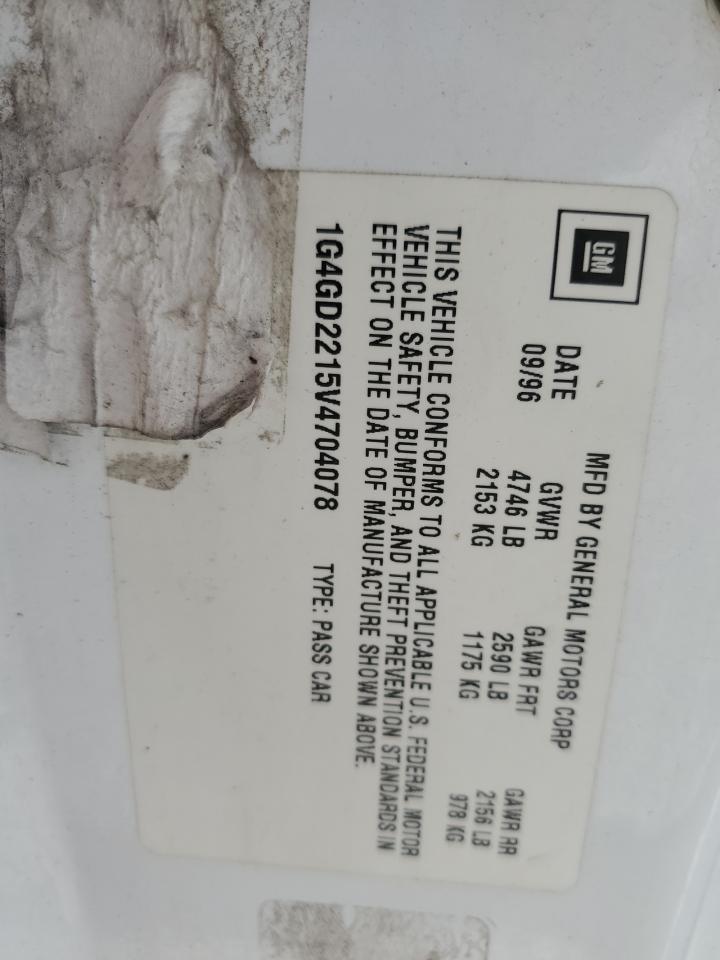 GM
MFD BY GENERAL MOTORS CORP
DATE GVWR GAWR FRT GAWR RR
09/96 4746 LB 2590 LB 2156 LB
2153 KG 1175 KG 978 KG
THIS VEHICLE CONFORMS TO ALL APPLICABLE U.S. FEDERAL MOTOR
VEHICLE SAFETY, BUMPER, AND THEFT PREVENTION STANDARDS IN
EFFECT ON THE DATE OF MANUFACTURE SHOWN ABOVE.
1G4GD2215V4704078 TYPE: PASS CAR